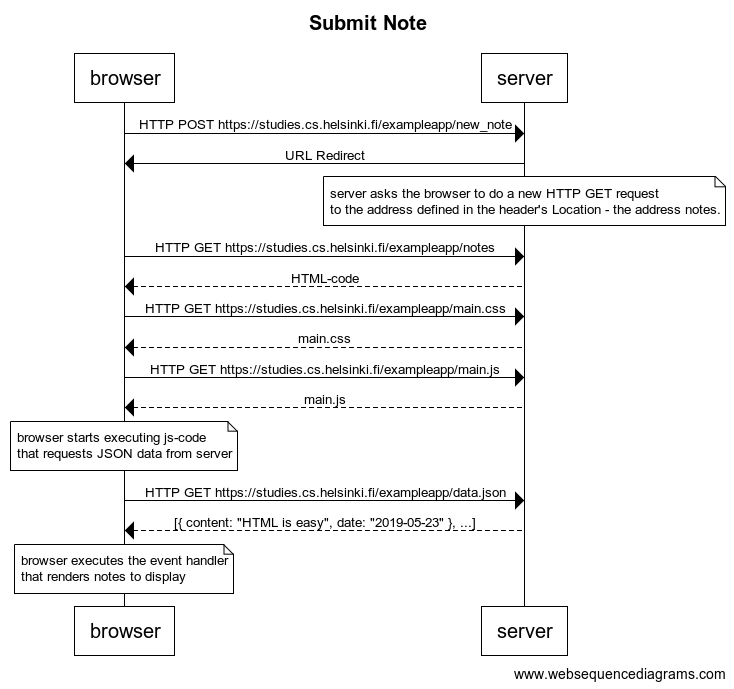 Submit Note
browser
server
HTTP POST https://studies.cs.helsinki.fi/exampleapp/new_note
URL Redirect
server asks the browser to do a new HTTP GET request
to the address defined in the header's Location - the address notes.
HTTP GET https://studies.cs.helsinki.fi/exampleapp/notes
HTML-code
HTTP GET https://studies.cs.helsinki.fi/exampleapp/main.css
main.css
HTTP GET https://studies.cs.helsinki.fi/exampleapp/main.js
main.js
browser starts executing js-code
that requests JSON data from server
HTTP GET https://studies.cs.helsinki.fi/exampleapp/data.json
[{ content: "HTML is easy", date: "2019-05-23" }, ...]
browser executes the event handler
that renders notes to display
browser
server
www.websequencediagrams.com